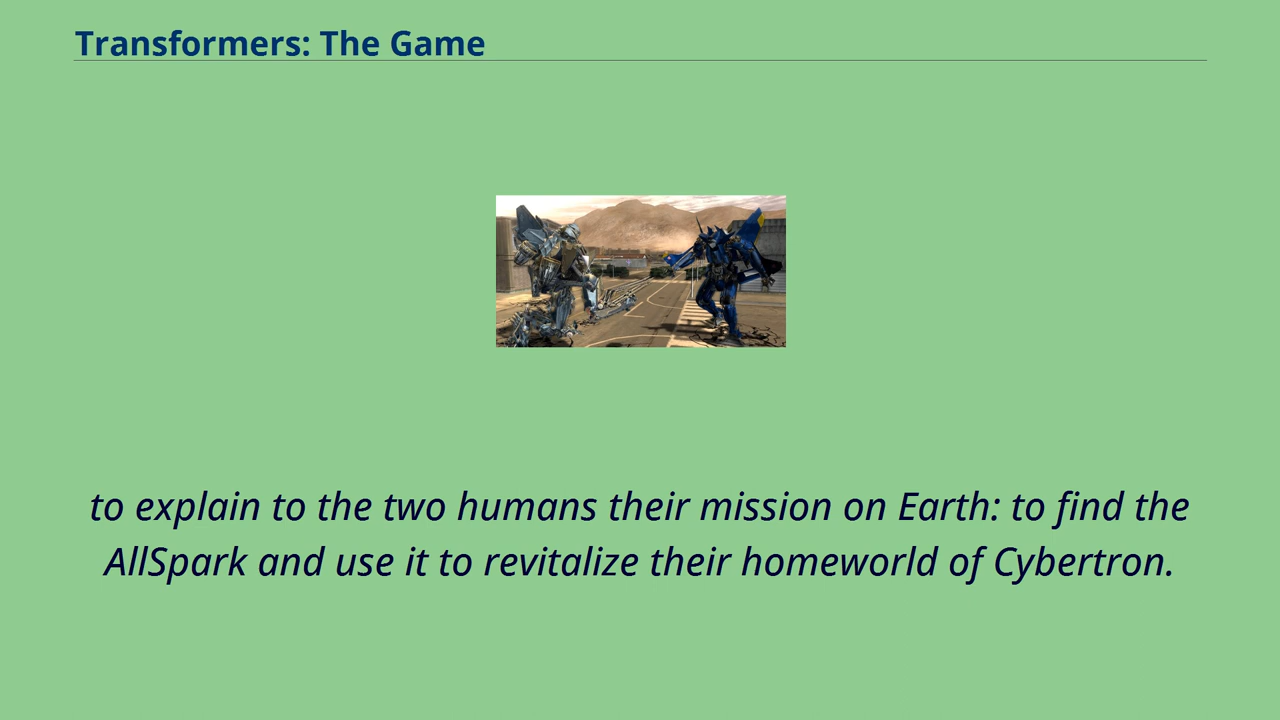 Transformers: The Game
to explain to the two humans their mission on Earth: to find the
AllSpark and use it to revitalize their homeworld of Cybertron.